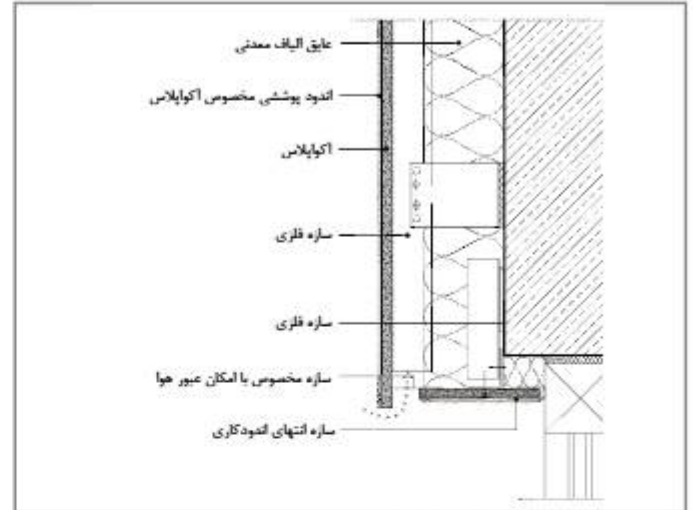 عایق الیاف معدنی
اندود پوششی مخصوص آکواپلاس
آکواپلاس
سازه فلزی
سازه فلزی
سازه مخصوص با امکان عبور هوا
سازه انتهای اندودکاری